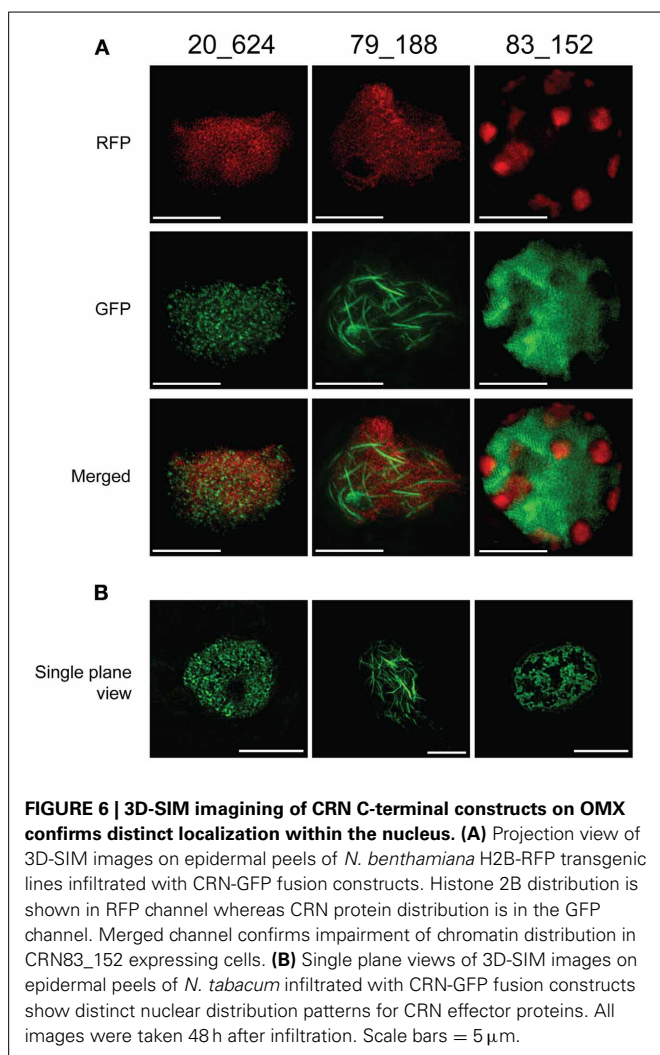 A
20_624 79_188 83_152
RFP
GFP
Merged
B
Single plane
view
FIGURE 6 | 3D-SIM imagining of CRN C-terminal constructs on OMX
confirms distinct localization within the nucleus. (A) Projection view of
3D-SIM images on epidermal peels of N. benthamiana H2B-RFP transgenic
lines infiltrated with CRN-GFP fusion constructs. Histone 2B distribution is
shown in RFP channel whereas CRN protein distribution is in the GFP
channel. Merged channel confirms impairment of chromatin distribution in
CRN83_152 expressing cells. (B) Single plane views of 3D-SIM images on
epidermal peels of N. tabacum infiltrated with CRN-GFP fusion constructs
show distinct nuclear distribution patterns for CRN effector proteins. All
images were taken 48 h after infiltration. Scale bars = 5 μm.